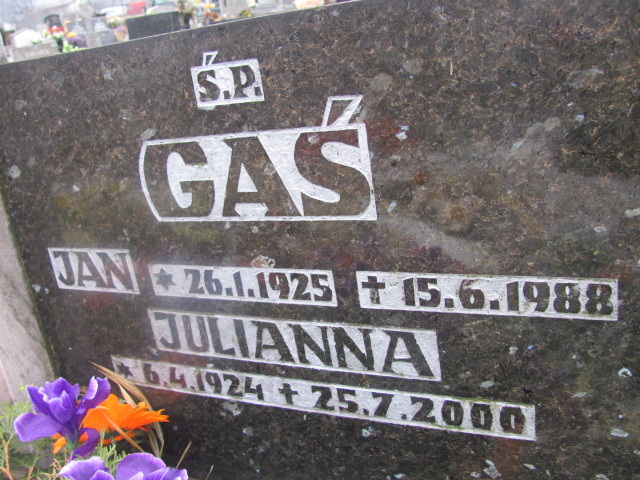 Ś.P.
GAŚ
JAN * 26.1.1925 † 15.6.1988
JULIANNA
* 6.4.1924 † 25.7.2000